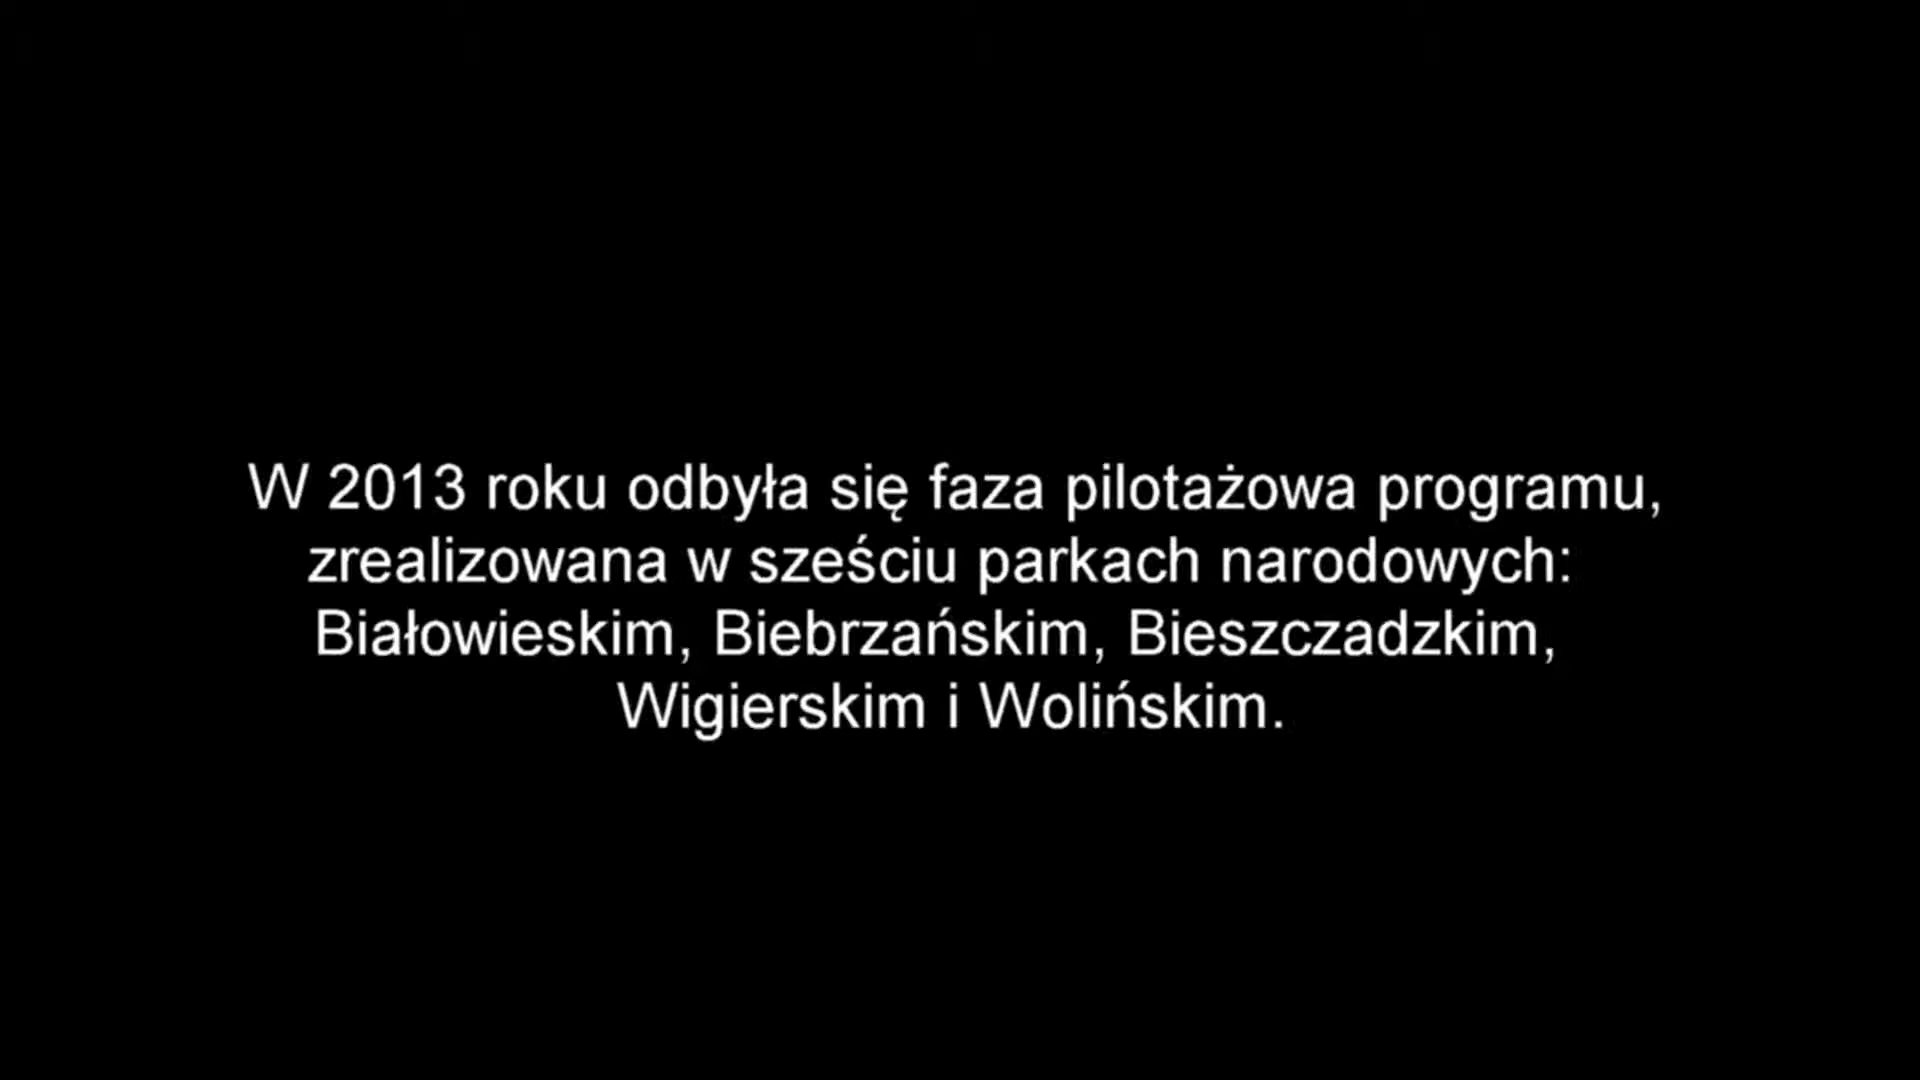 W 2013 roku odbyła się faza pilotażowa programu,
zrealizowana w sześciu parkach narodowych:
Białowieskim, Biebrzańskim, Bieszczadzkim,
Wigierskim i Wolińskim.